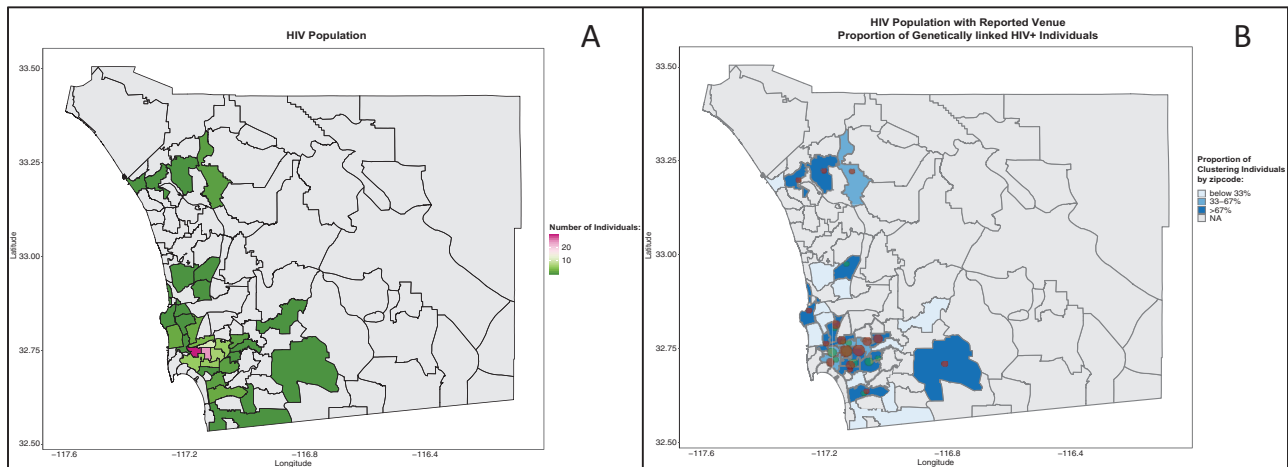 A
HIV Population
33.50
33.25
33.00
32.75
32.50
Latitude
−117.6
−117.2
−116.8
−116.4
Longitude
Number of Individuals:
20
10
B
HIV Population with Reported Venue
Proportion of Genetically linked HIV+ Individuals
33.50
33.25
33.00
32.75
32.50
Latitude
−117.6
−117.2
−116.8
−116.4
Longitude
Proportion of
Clustering Individuals
by zipcode:
below 33%
33−67%
>67%
NA